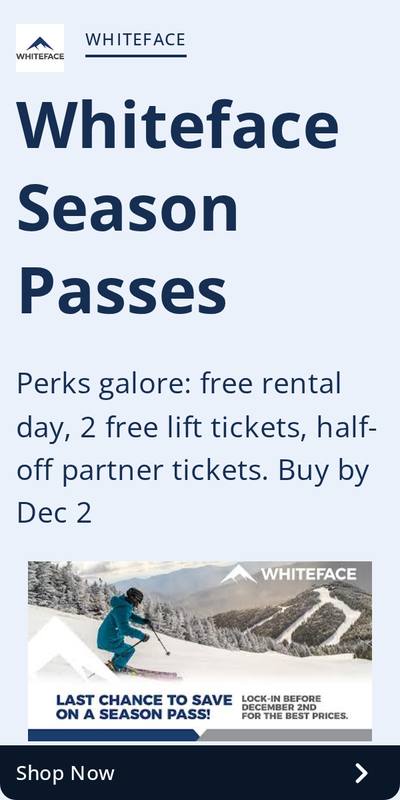 WHITEFACE
WHITEFACE
Whiteface
Season
Passes
Perks galore: free rental
day, 2 free lift tickets, half-
off partner tickets. Buy by
Dec 2
WHITEFACE
LAST CHANCE TO SAVE
ON A SEASON PASS!
LOCK-IN BEFORE
DECEMBER 2ND
FOR THE BEST PRICES.
Shop Now